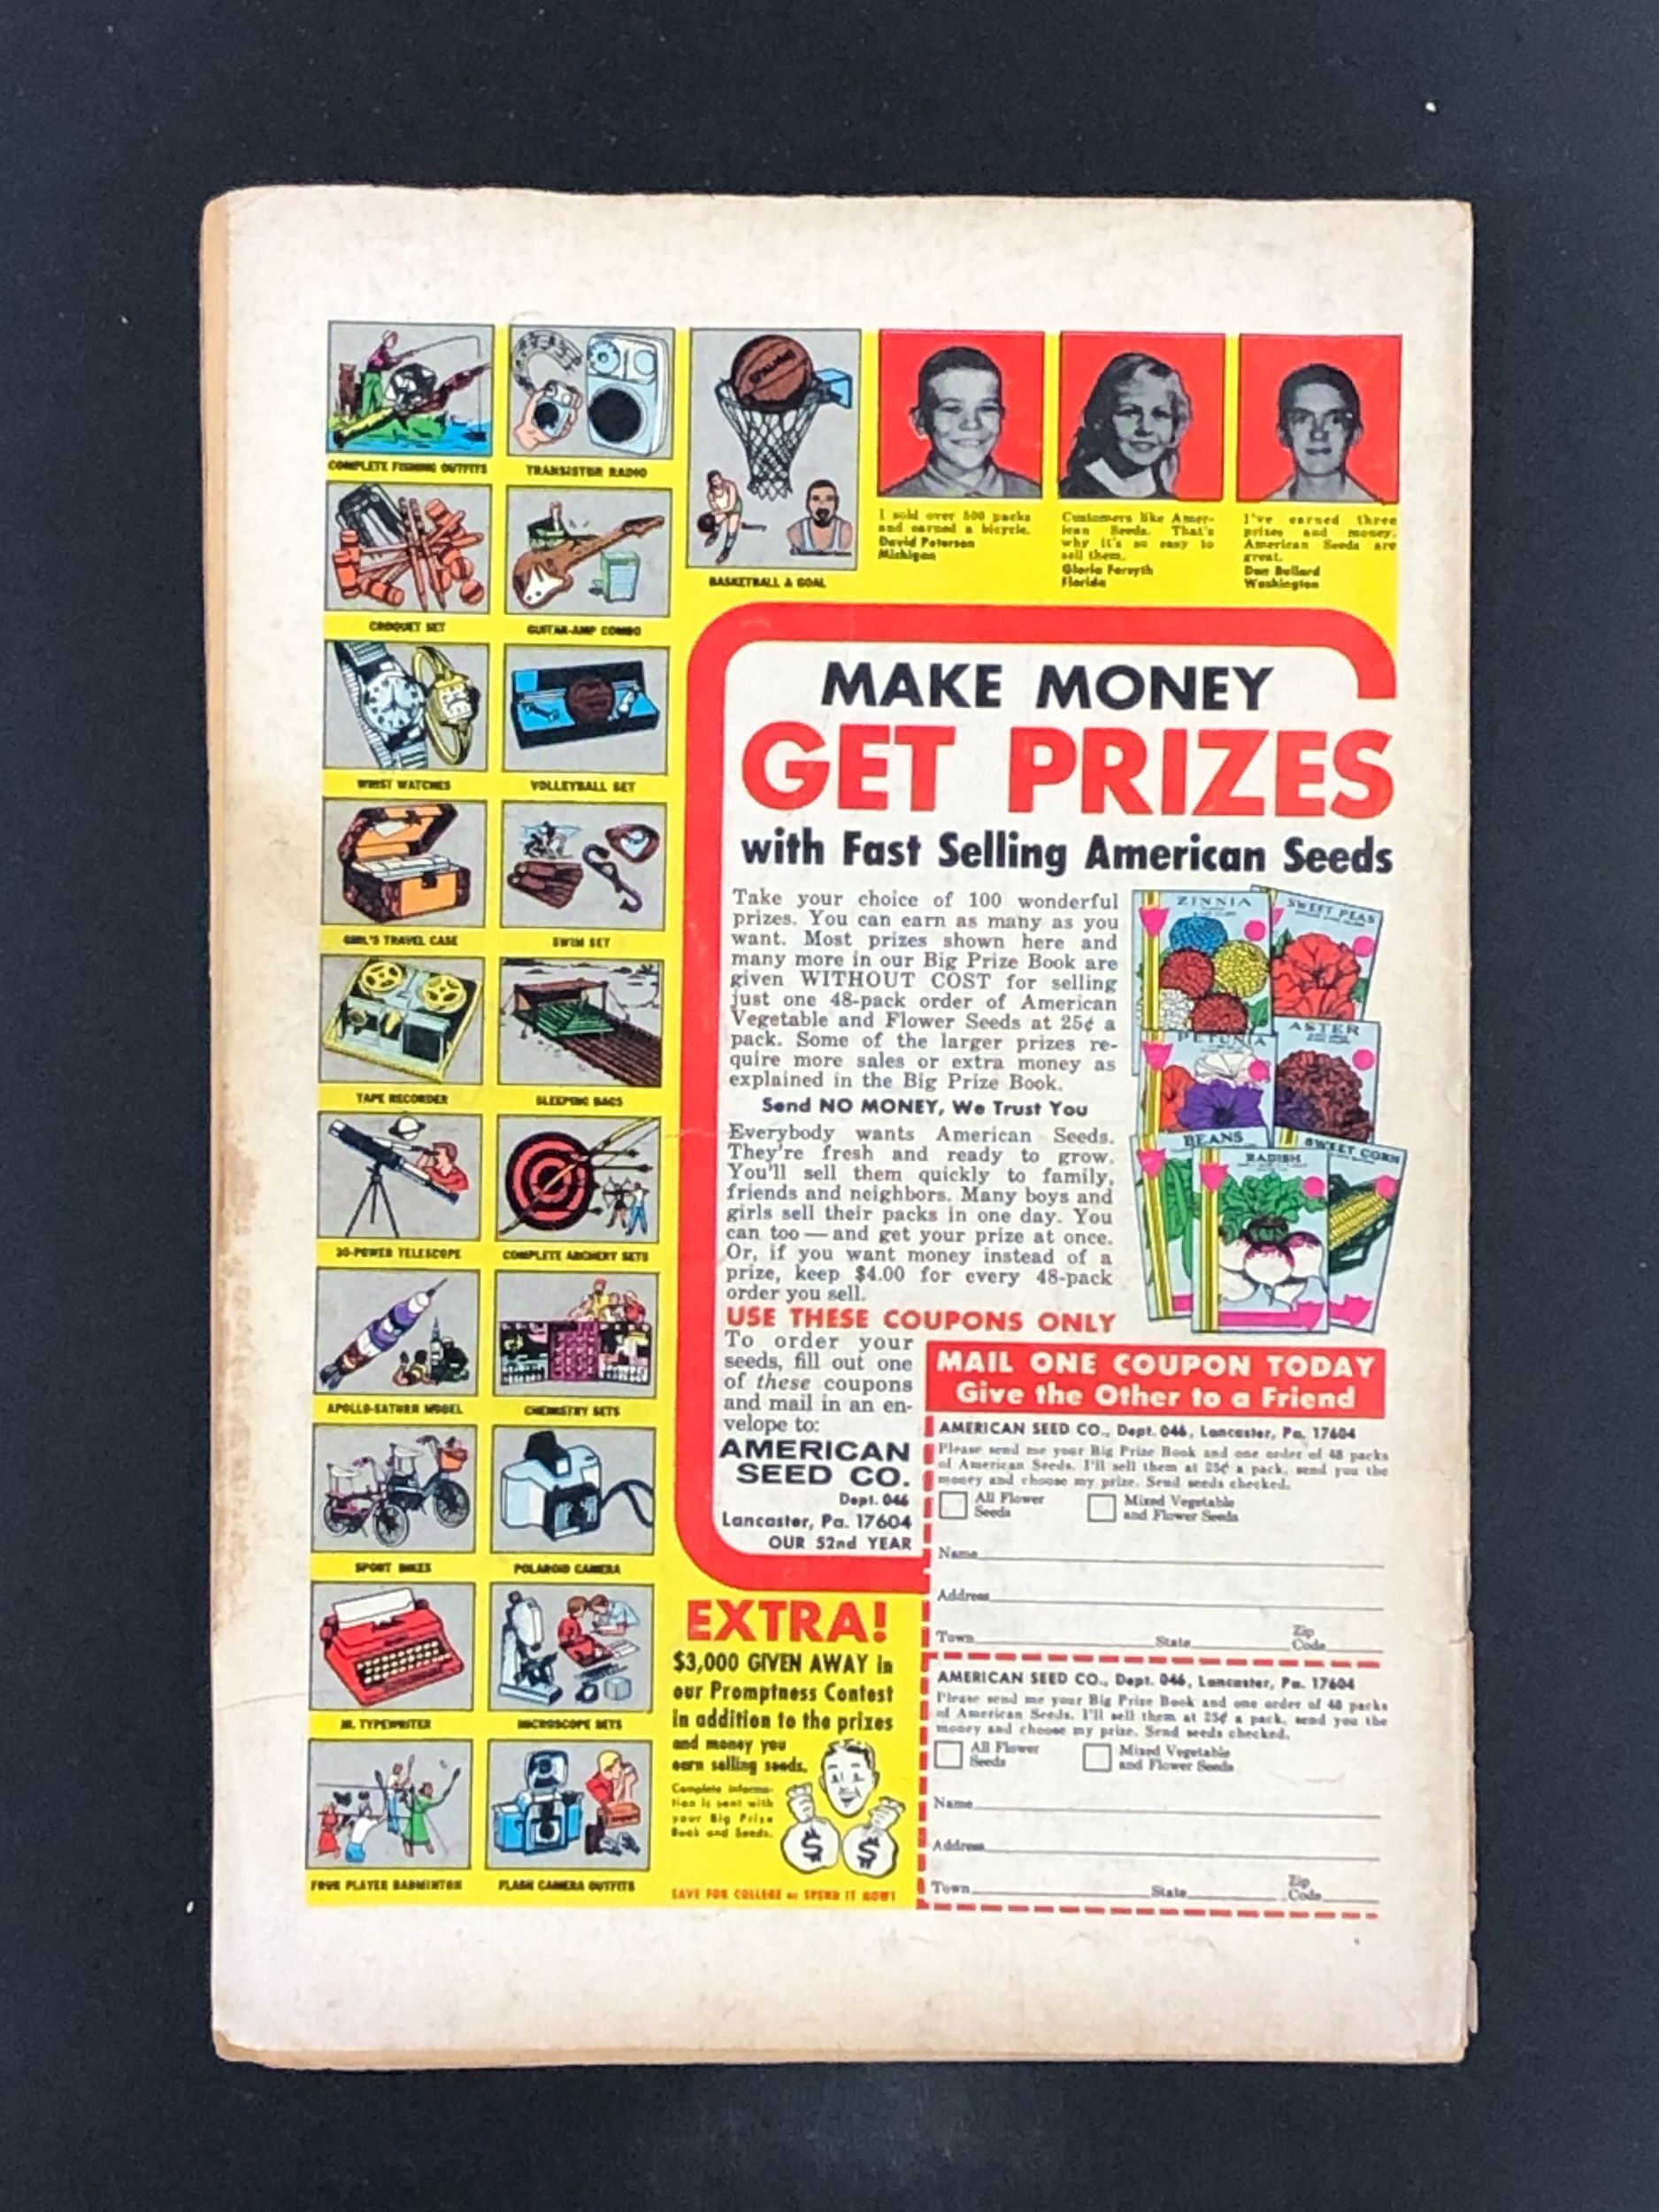 COMPLETE FISHING OUTFITS
TRANSISTOR RADIO
CROQUET SET
GUITAR-AMP COMBO
WRIST WATCHES
VOLLEYBALL SET
GIRL'S TRAVEL CASE
SWIM SET
TAPE RECORDER
SLEEPING BAGS
30-POWER TELESCOPE
COMPLETE ARCHERY SETS
APOLLO-SATURN MODEL
CHEMISTRY SETS
SPORT BIKES
POLAROID CAMERA
JR. TYPEWRITER
MICROSCOPE SETS
FOUR PLAYER BADMINTON
FLASH CAMERA OUTFITS
SPALDING
BASKETBALL & GOAL
I sold over 500 packs
and earned a bicycle.
David Peterson
Michigan
Customers like Amer-
ican Seeds. That's
why it's so easy to
sell them.
Gloria Forsyth
Florida
I've earned three
prizes and money.
American Seeds are
great.
Don Bullard
Washington
MAKE MONEY
GET PRIZES
with Fast Selling American Seeds
Take your choice of 100 wonderful
prizes. You can earn as many as you
want. Most prizes shown here and
many more in our Big Prize Book are
given WITHOUT COST for selling
just one 48-pack order of American
Vegetable and Flower Seeds at 25¢ a
pack. Some of the larger prizes re-
quire more sales or extra money as
explained in the Big Prize Book.
Send NO MONEY, We Trust You
Everybody wants American Seeds.
They're fresh and ready to grow.
You'll sell them quickly to family,
friends and neighbors. Many boys and
girls sell their packs in one day. You
can too — and get your prize at once.
Or, if you want money instead of a
prize, keep $4.00 for every 48-pack
order you sell.
USE THESE COUPONS ONLY
To order your
seeds, fill out one
of these coupons
and mail in an en-
velope to:
AMERICAN
SEED CO.
Dept. 046
Lancaster, Pa. 17604
OUR 52nd YEAR
ZINNIA
SWEET PEAS
PETUNIA
ASTER
BEANS
RADISH
SWEET CORN
MAIL ONE COUPON TODAY
Give the Other to a Friend
AMERICAN SEED CO., Dept. 046, Lancaster, Pa. 17604
Please send me your Big Prize Book and one order of 48 packs
of American Seeds. I'll sell them at 25¢ a pack, send you the
money and choose my prize. Send seeds checked.
All Flower Seeds
Mixed Vegetable and Flower Seeds
Name
Address
Town State Zip Code
AMERICAN SEED CO., Dept. 046, Lancaster, Pa. 17604
Please send me your Big Prize Book and one order of 48 packs
of American Seeds. I'll sell them at 25¢ a pack, send you the
money and choose my prize. Send seeds checked.
All Flower Seeds
Mixed Vegetable and Flower Seeds
Name
Address
Town State Zip Code
EXTRA!
$3,000 GIVEN AWAY in
our Promptness Contest
in addition to the prizes
and money you
earn selling seeds.
Complete informa-
tion is sent with
your Big Prize
Book and Seeds.
$ $
SAVE FOR COLLEGE or SPEND IT NOW!